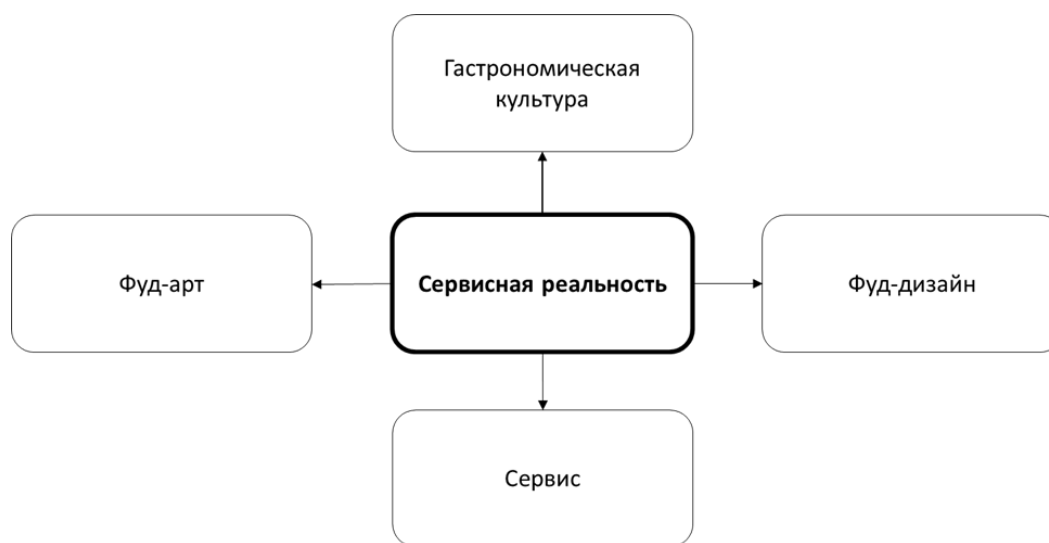 Гастрономическая
культура
Фуд-арт
Сервисная реальность
Фуд-дизайн
Сервис